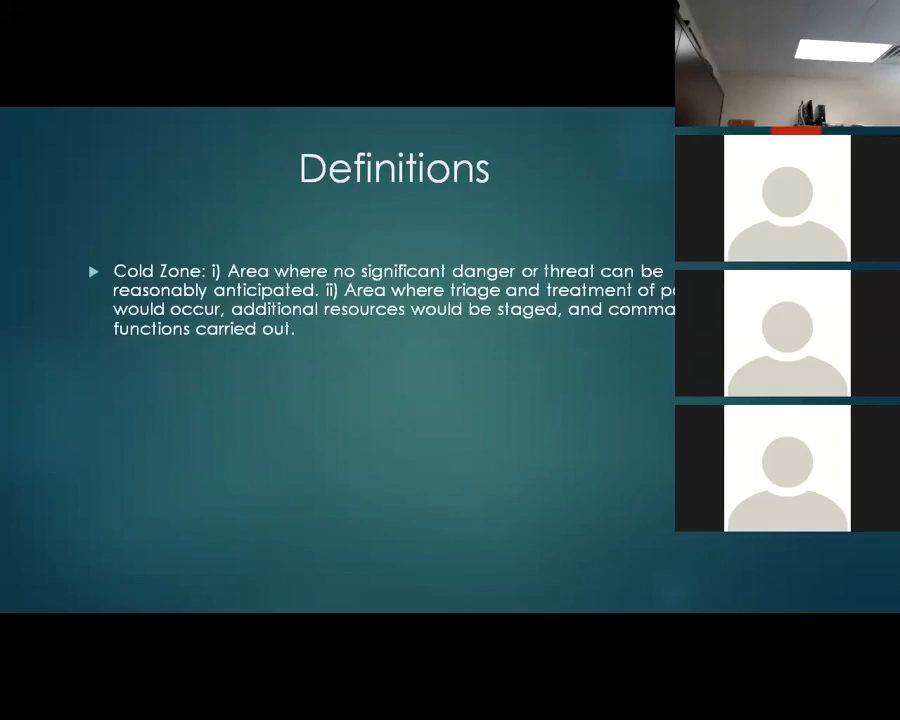 Definitions
Cold Zone: i) Area where no significant danger or threat can be
reasonably anticipated. ii) Area where triage and treatment of
would occur, additional resources would be staged, and
functions carried out.